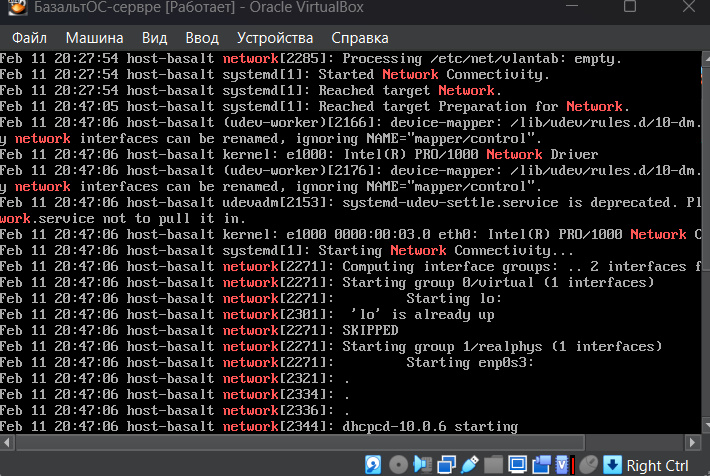 БазальтОС-сервре [Работает] - Oracle VirtualBox
Файл Машина Вид Ввод Устройства Справка
Feb 11 20:27:54 host-basalt network[2285]: Processing /etc/net/vlantab: empty.
Feb 11 20:27:54 host-basalt systemd[1]: Started Network Connectivity.
Feb 11 20:27:54 host-basalt systemd[1]: Reached target Network.
Feb 11 20:47:05 host-basalt systemd[1]: Reached target Preparation for Network.
Feb 11 20:47:06 host-basalt (udev-worker)[2166]: device-mapper: /lib/udev/rules.d/10-dm.
y network interfaces can be renamed, ignoring NAME="mapper/control".
Feb 11 20:47:06 host-basalt kernel: e1000: Intel(R) PRO/1000 Network Driver
Feb 11 20:47:06 host-basalt (udev-worker)[2176]: device-mapper: /lib/udev/rules.d/10-dm.
y network interfaces can be renamed, ignoring NAME="mapper/control".
Feb 11 20:47:06 host-basalt udevadm[2153]: systemd-udev-settle.service is deprecated. Pl
work.service not to pull it in.
Feb 11 20:47:06 host-basalt kernel: e1000 0000:00:03.0 eth0: Intel(R) PRO/1000 Network C
Feb 11 20:47:06 host-basalt systemd[1]: Starting Network Connectivity...
Feb 11 20:47:06 host-basalt network[2271]: Computing interface groups: .. 2 interfaces f
Feb 11 20:47:06 host-basalt network[2271]: Starting group 0/virtual (1 interfaces)
Feb 11 20:47:06 host-basalt network[2271]: Starting lo:
Feb 11 20:47:06 host-basalt network[2301]: 'lo' is already up
Feb 11 20:47:06 host-basalt network[2271]: SKIPPED
Feb 11 20:47:06 host-basalt network[2271]: Starting group 1/realphys (1 interfaces)
Feb 11 20:47:06 host-basalt network[2271]: Starting enp0s3:
Feb 11 20:47:06 host-basalt network[2321]: .
Feb 11 20:47:06 host-basalt network[2334]: .
Feb 11 20:47:06 host-basalt network[2336]: .
Feb 11 20:47:06 host-basalt network[2344]: dhcpcd-10.0.6 starting
Right Ctrl